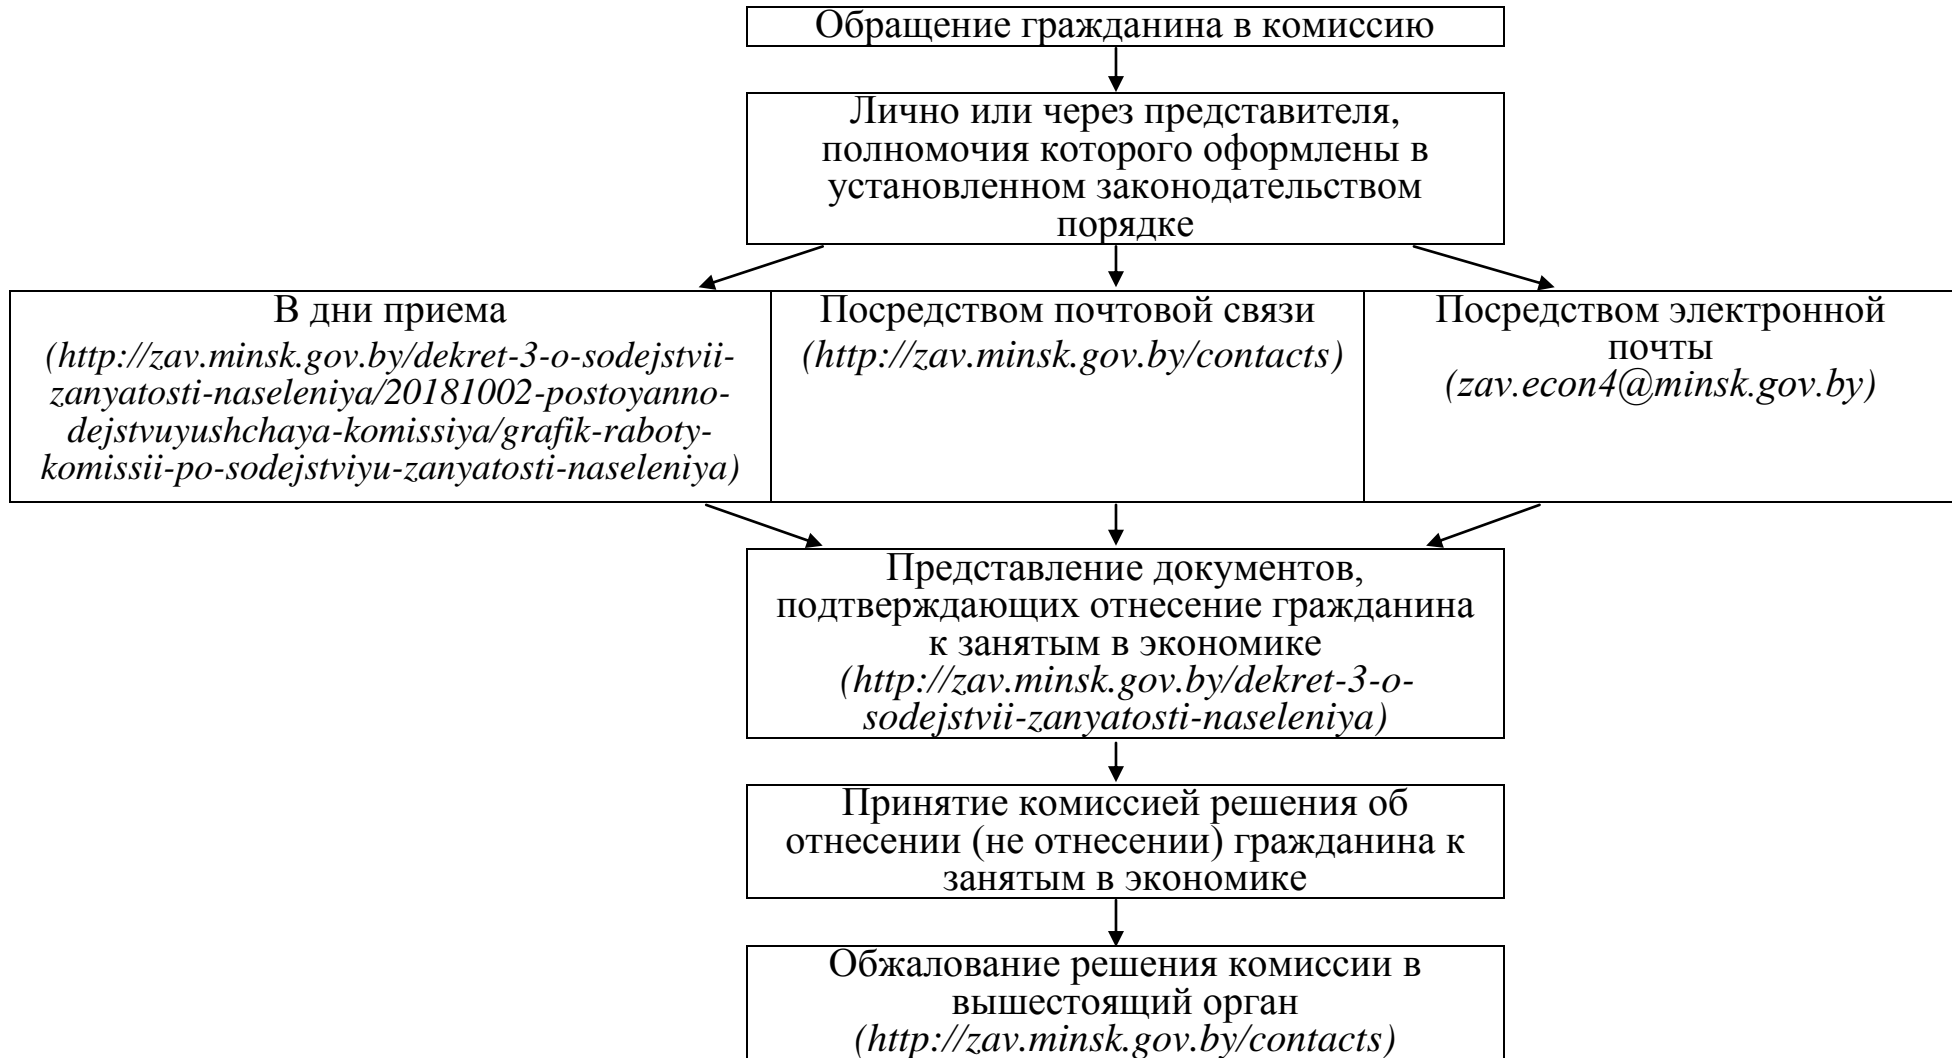 Обращение гражданина в комиссию
Лично или через представителя,
полномочия которого оформлены в
установленном законодательством
порядке
В дни приема
(http://zav.minsk.gov.by/dekret-3-o-sodejstvii-
zanyatosti-naseleniya/20181002-postoyanno-
dejstvuyushchaya-komissiya/grafik-raboty-
komissii-po-sodejstviyu-zanyatosti-naseleniya)
Посредством почтовой связи
(http://zav.minsk.gov.by/contacts)
Посредством электронной
почты
(zav.econ4@minsk.gov.by)
Представление документов,
подтверждающих отнесение гражданина
к занятым в экономике
(http://zav.minsk.gov.by/dekret-3-o-
sodejstvii-zanyatosti-naseleniya)
Принятие комиссией решения об
отнесении (не отнесении) гражданина к
занятым в экономике
Обжалование решения комиссии в
вышестоящий орган
(http://zav.minsk.gov.by/contacts)